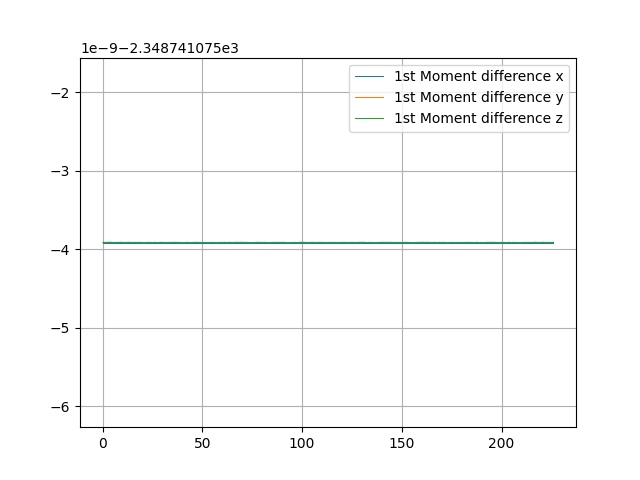 1e−9−2.348741075e3
1st Moment difference x
1st Moment difference y
1st Moment difference z
−2
−3
−4
−5
−6
0 50 100 150 200